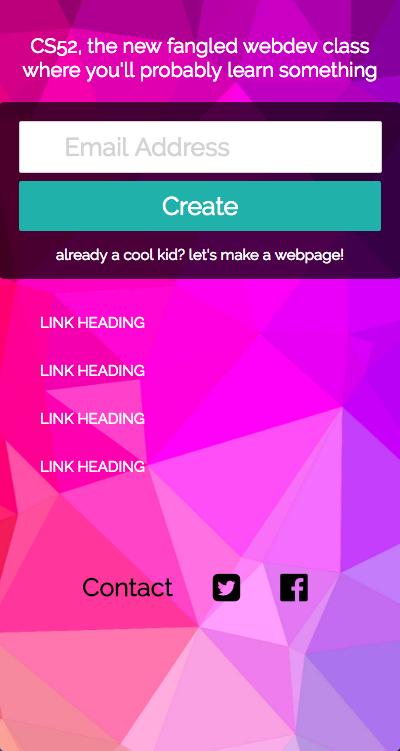 CS52, the new fangled webdev class
where you'll probably learn something
Email Address
Create
already a cool kid? let's make a webpage!
LINK HEADING
LINK HEADING
LINK HEADING
LINK HEADING
Contact